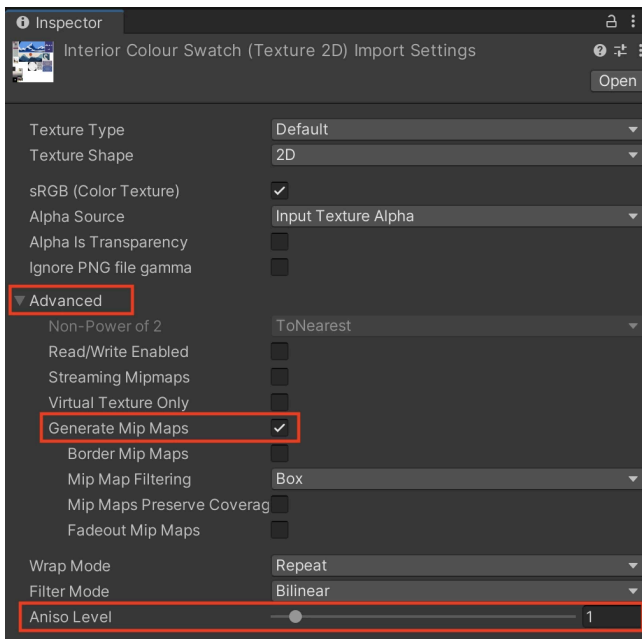 Inspector
Interior Colour Swatch (Texture 2D) Import Settings
Open
Texture Type Default
Texture Shape 2D
sRGB (Color Texture)
Alpha Source Input Texture Alpha
Alpha Is Transparency
Ignore PNG file gamma
Advanced
Non-Power of 2 ToNearest
Read/Write Enabled
Streaming Mipmaps
Virtual Texture Only
Generate Mip Maps
Border Mip Maps
Mip Map Filtering Box
Mip Maps Preserve Coverag
Fadeout Mip Maps
Wrap Mode Repeat
Filter Mode Bilinear
Aniso Level 1